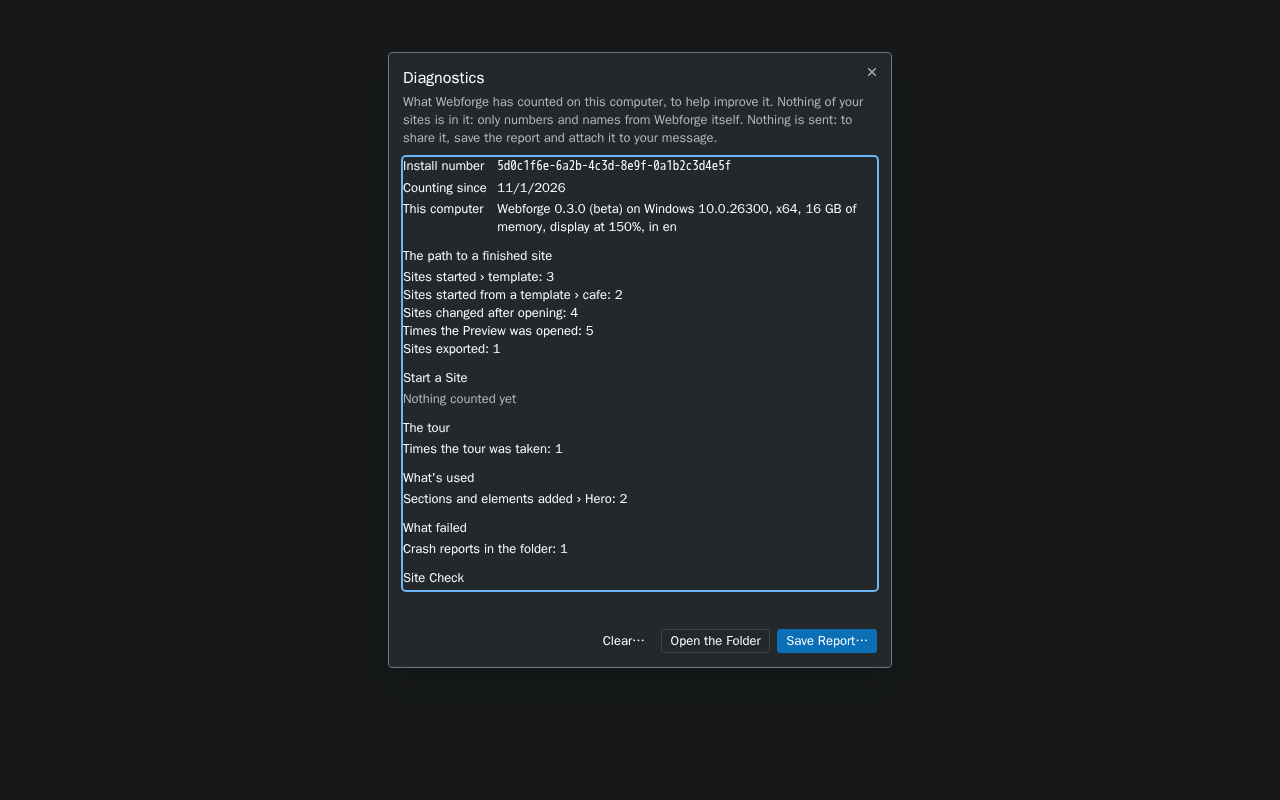 Diagnostics
What Webforge has counted on this computer, to help improve it. Nothing of your
sites is in it: only numbers and names from Webforge itself. Nothing is sent: to
share it, save the report and attach it to your message.
Install number 5d0c1f6e-6a2b-4c3d-8e9f-0a1b2c3d4e5f
Counting since 11/1/2026
This computer Webforge 0.3.0 (beta) on Windows 10.0.26300, x64, 16 GB of
memory, display at 150%, in en
The path to a finished site
Sites started › template: 3
Sites started from a template › cafe: 2
Sites changed after opening: 4
Times the Preview was opened: 5
Sites exported: 1
Start a Site
Nothing counted yet
The tour
Times the tour was taken: 1
What's used
Sections and elements added › Hero: 2
What failed
Crash reports in the folder: 1
Site Check
Clear… Open the Folder Save Report…